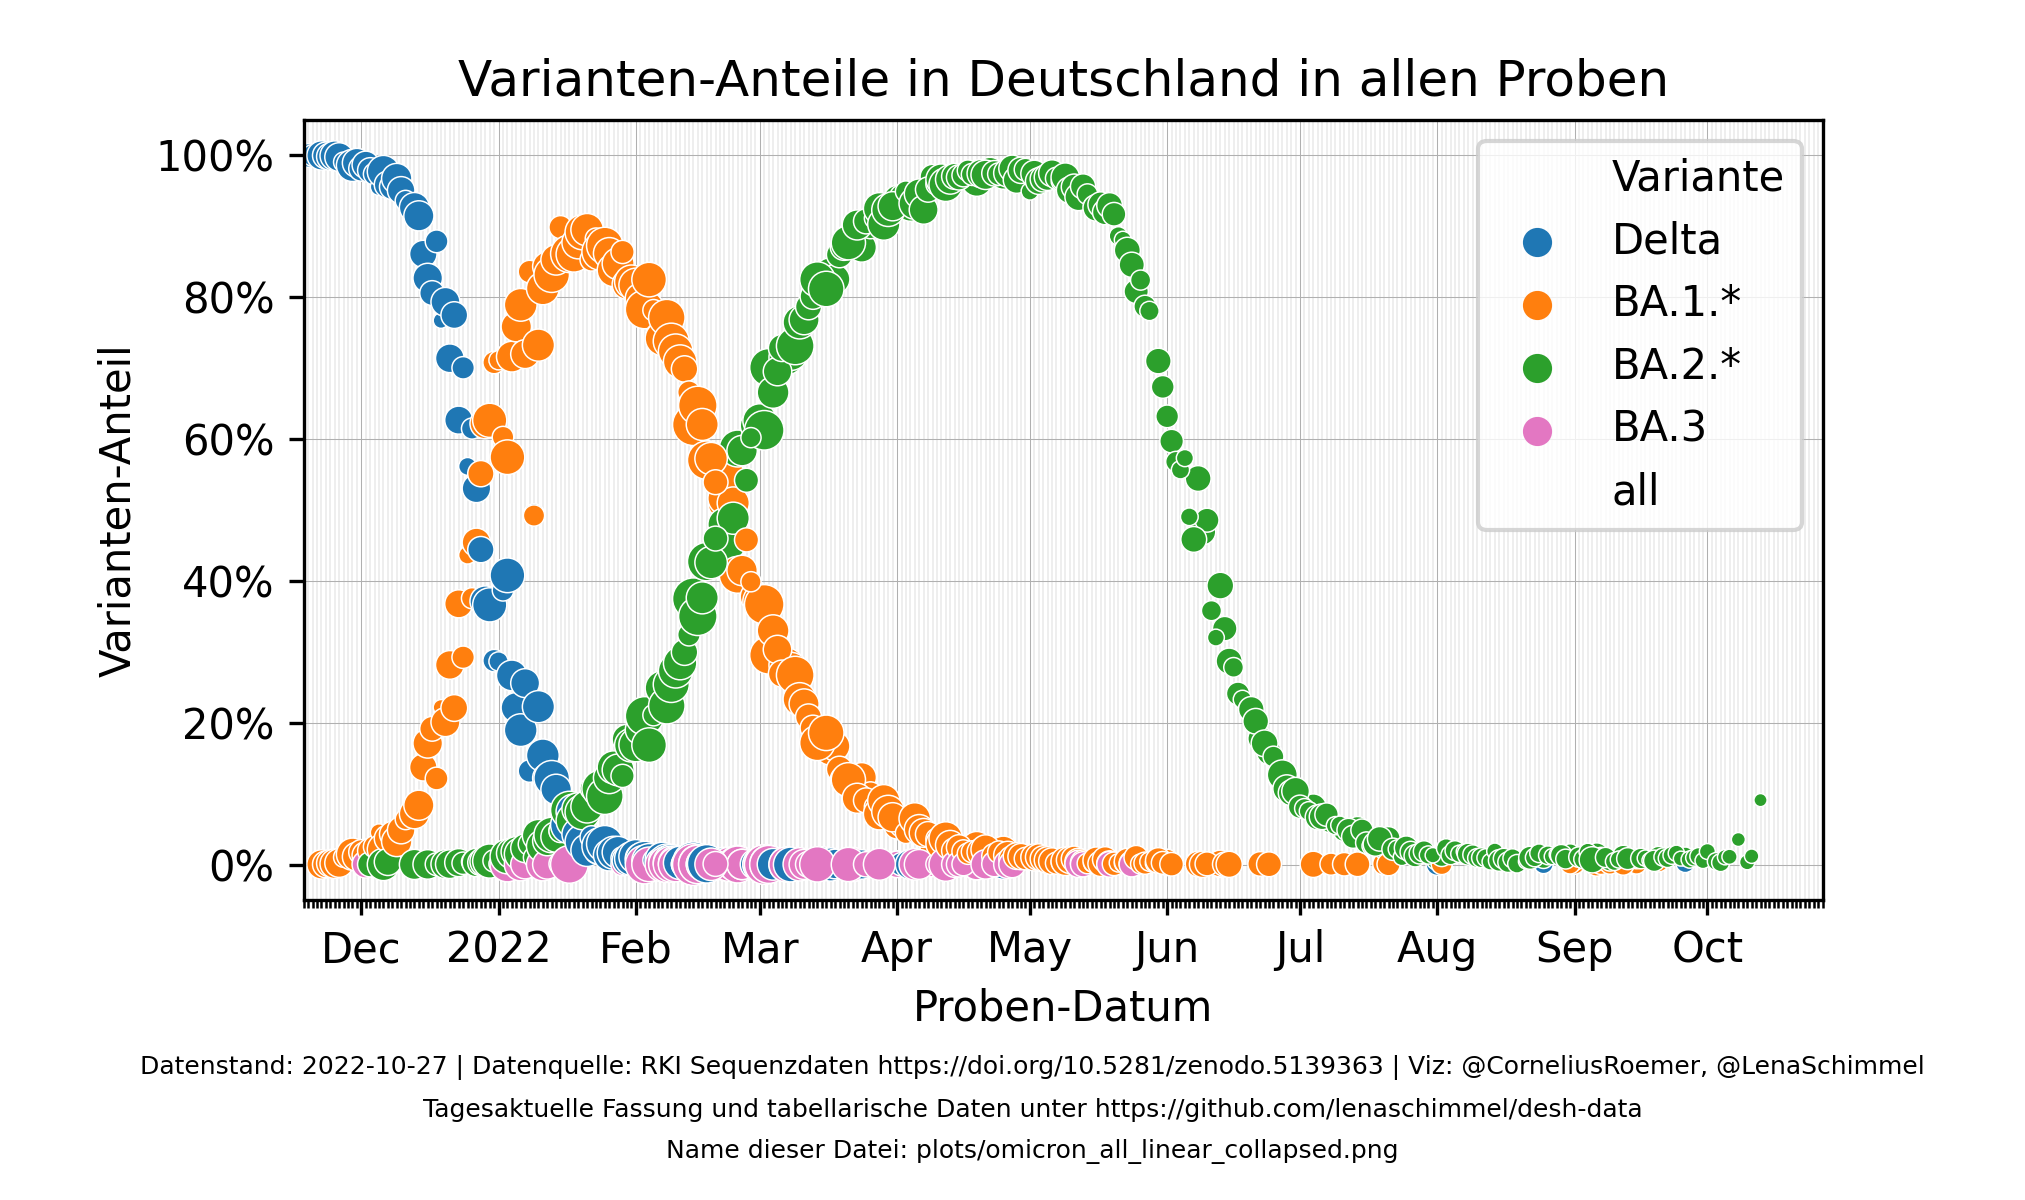 Varianten-Anteile in Deutschland in allen Proben
100%
80%
60%
40%
20%
0%
Varianten-Anteil
Variante
Delta
BA.1.*
BA.2.*
BA.3
all
Dec 2022 Feb Mar Apr May Jun Jul Aug Sep Oct
Proben-Datum
Datenstand: 2022-10-27 | Datenquelle: RKI Sequenzdaten https://doi.org/10.5281/zenodo.5139363 | Viz: @CorneliusRoemer, @LenaSchimmel
Tagesaktuelle Fassung und tabellarische Daten unter https://github.com/lenaschimmel/desh-data
Name dieser Datei: plots/omicron_all_linear_collapsed.png